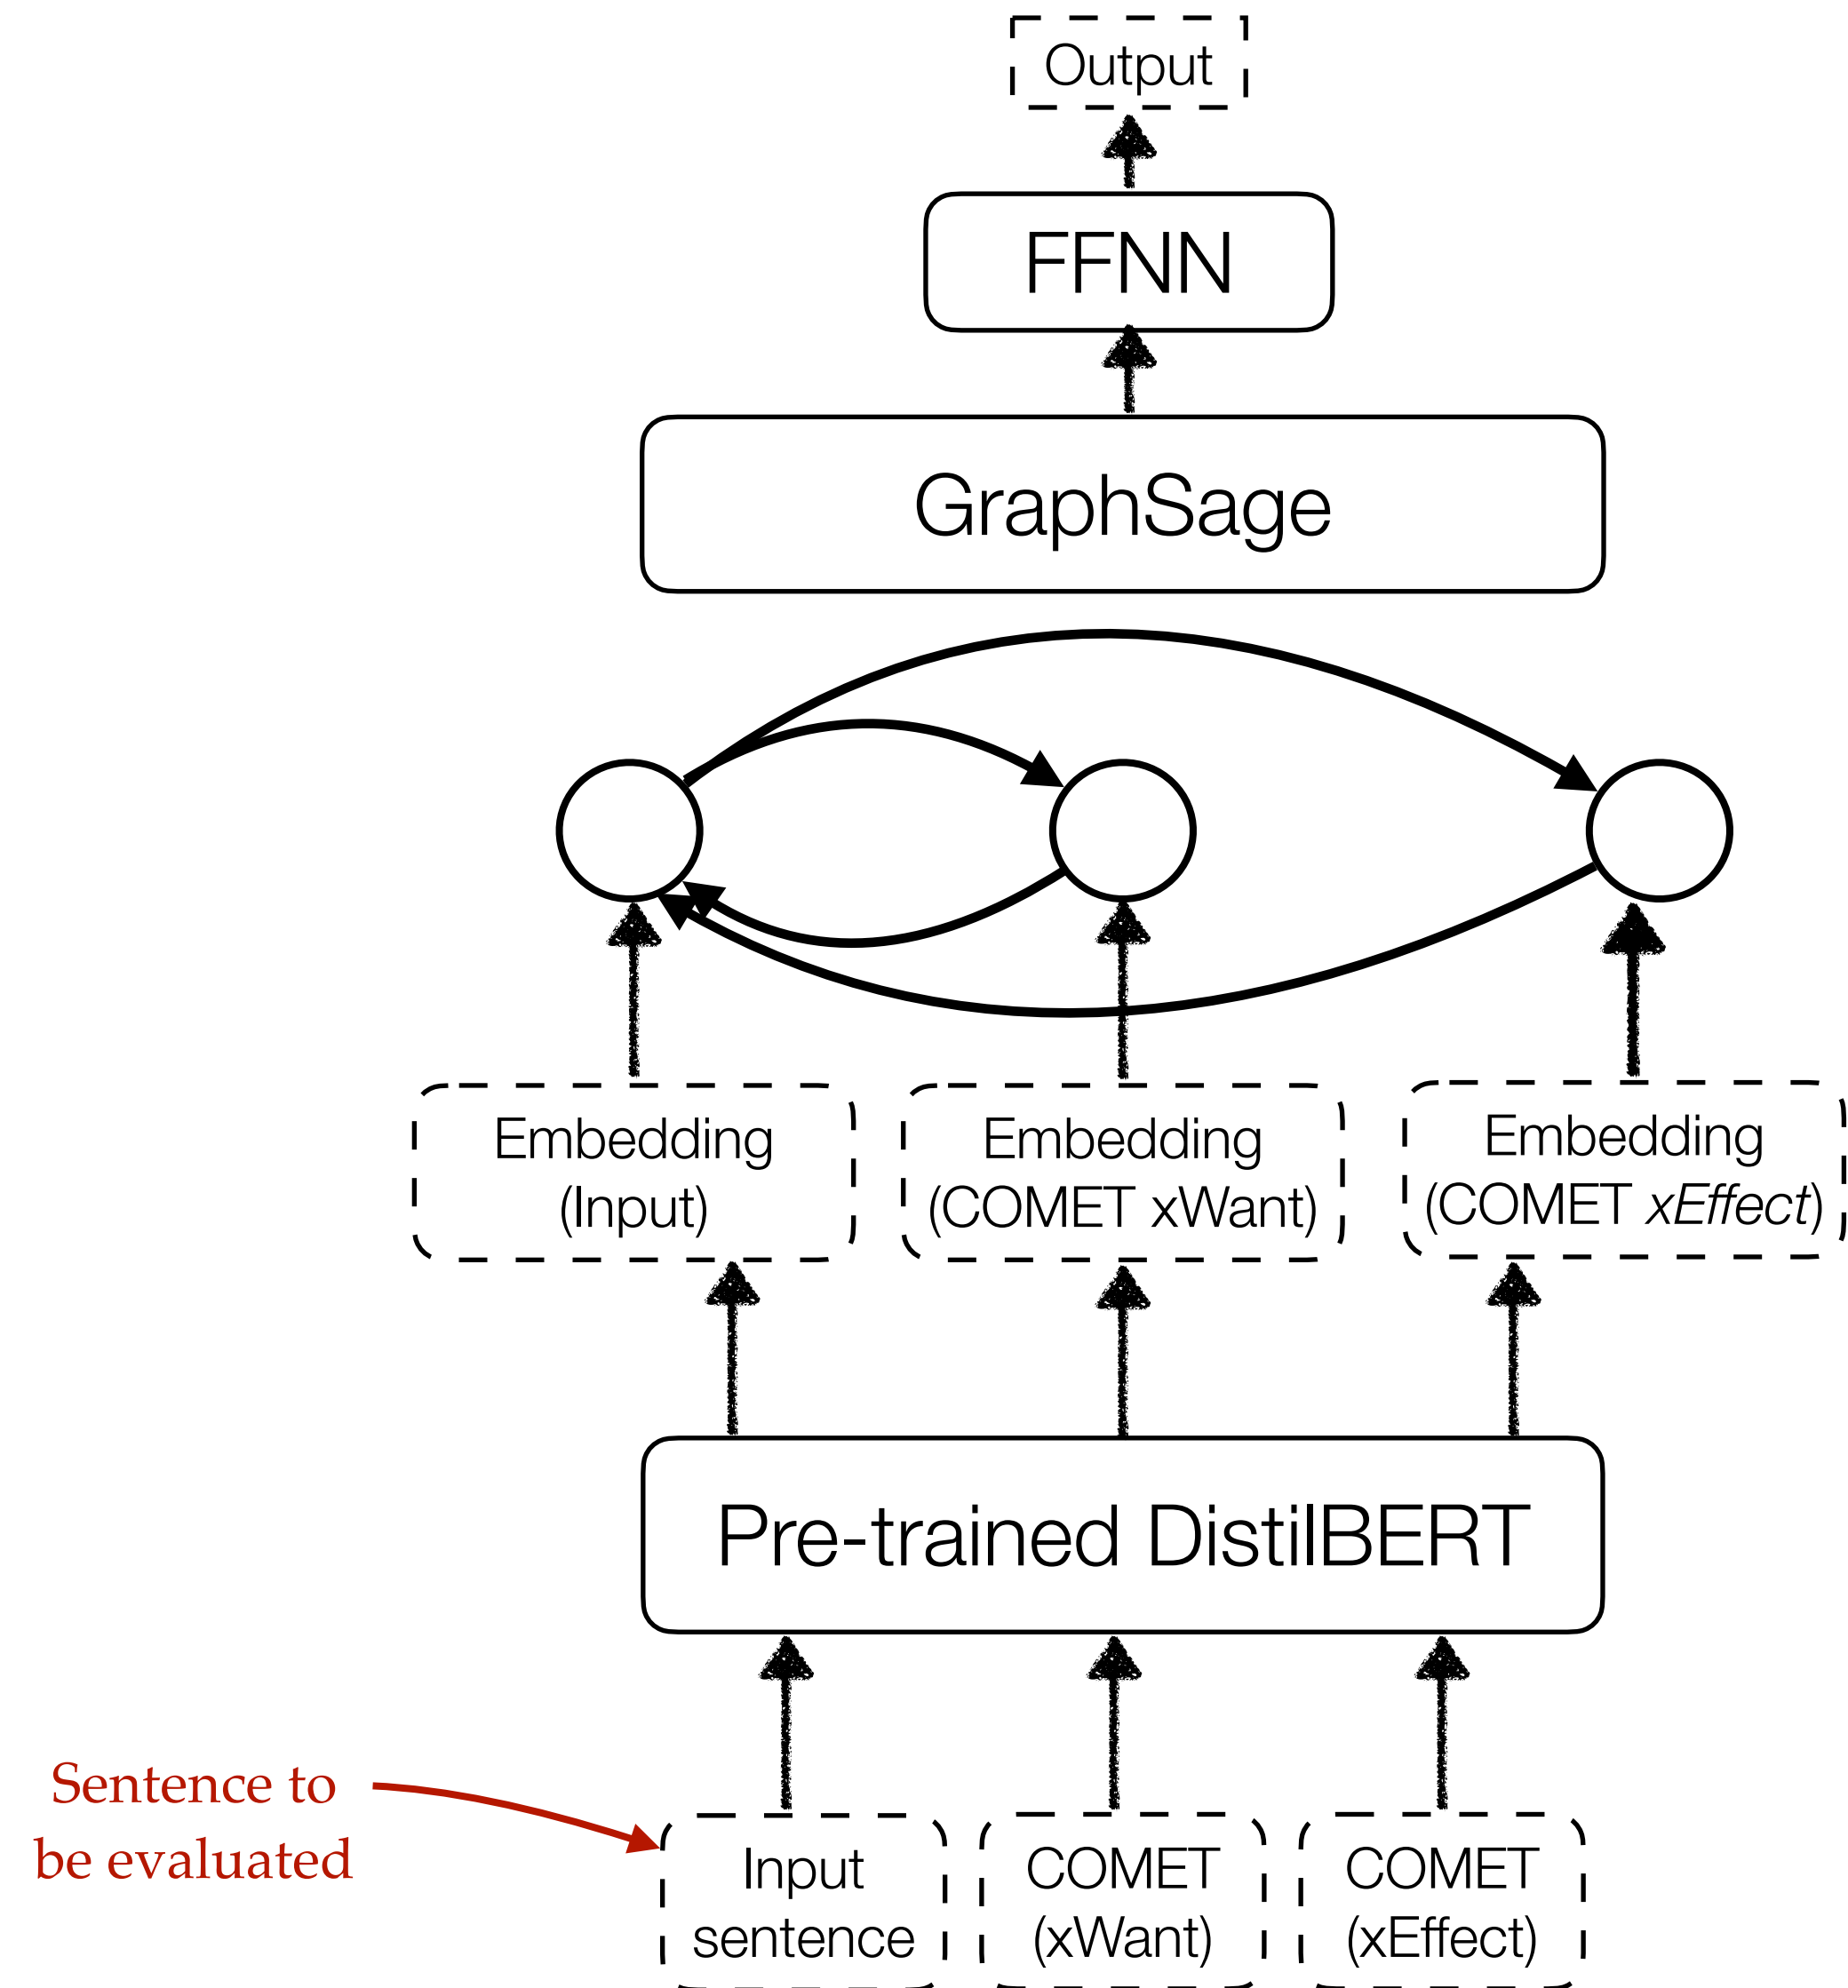 Output
FFNN
GraphSage
Embedding
(Input)
Embedding
(COMET xWant)
Embedding
(COMET xEffect)
Pre-trained DistilBERT
Sentence to
be evaluated
Input
sentence
COMET
(xWant)
COMET
(xEffect)